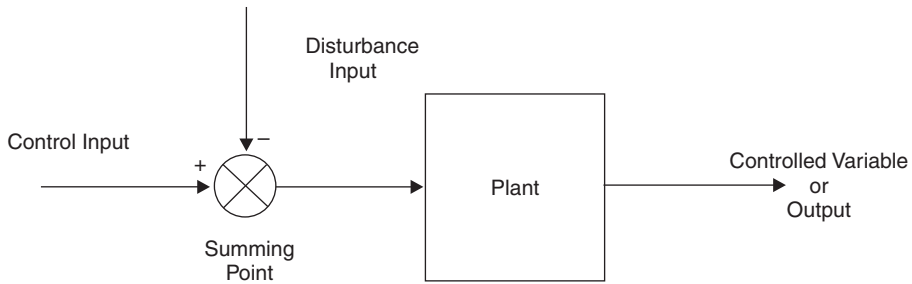 Disturbance
Input
Control Input
–
+
Plant
Controlled Variable
or
Output
Summing
Point